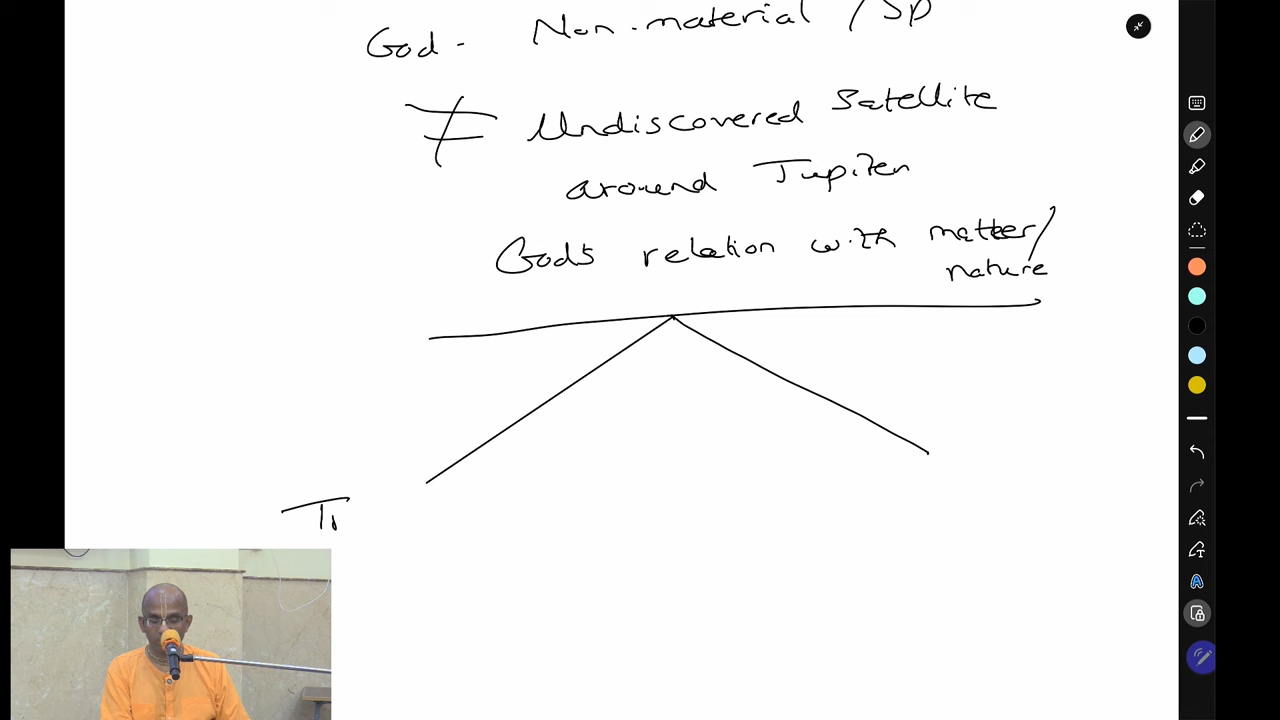 God - Non-material / Sp
≠ Undiscovered Satellite
around Jupiter
God's relation with matter/
nature